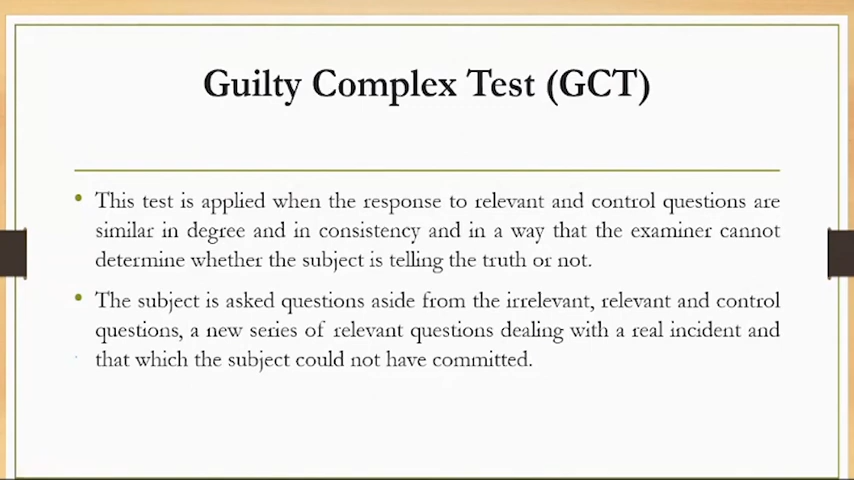 Guilty Complex Test (GCT)
• This test is applied when the response to relevant and control questions are
similar in degree and in consistency and in a way that the examiner cannot
determine whether the subject is telling the truth or not.
• The subject is asked questions aside from the irrelevant, relevant and control
questions, a new series of relevant questions dealing with a real incident and
that which the subject could not have committed.